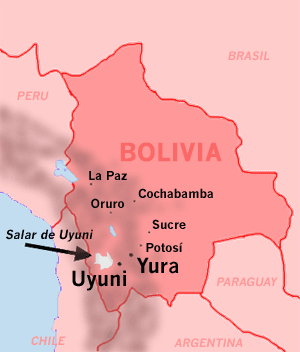 BRASIL
PERU
BOLIVIA
La Paz
Cochabamba
Oruro
Sucre
Salar de Uyuni
Potosí
Yura
Uyuni
PARAGUAY
CHILE
ARGENTINA